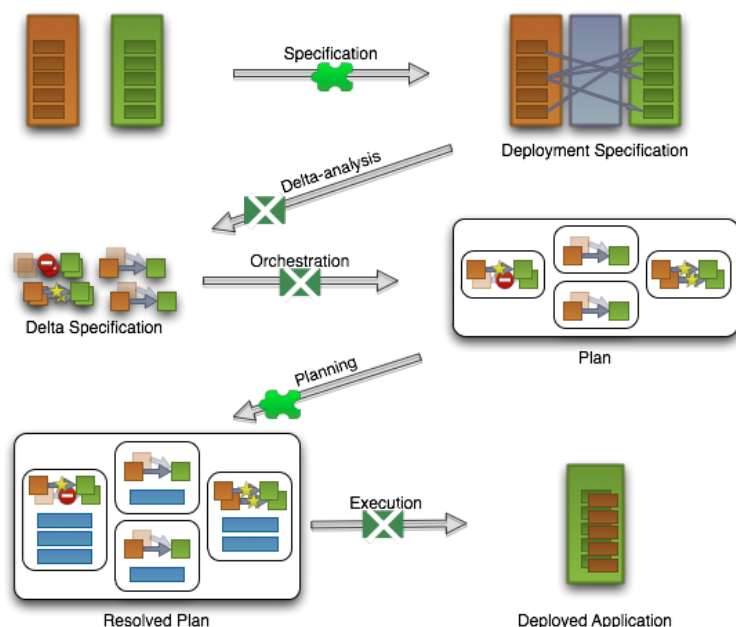 Specification
Deployment Specification
Delta-analysis
Orchestration
Delta Specification
Plan
Planning
Execution
Resolved Plan
Deployed Application